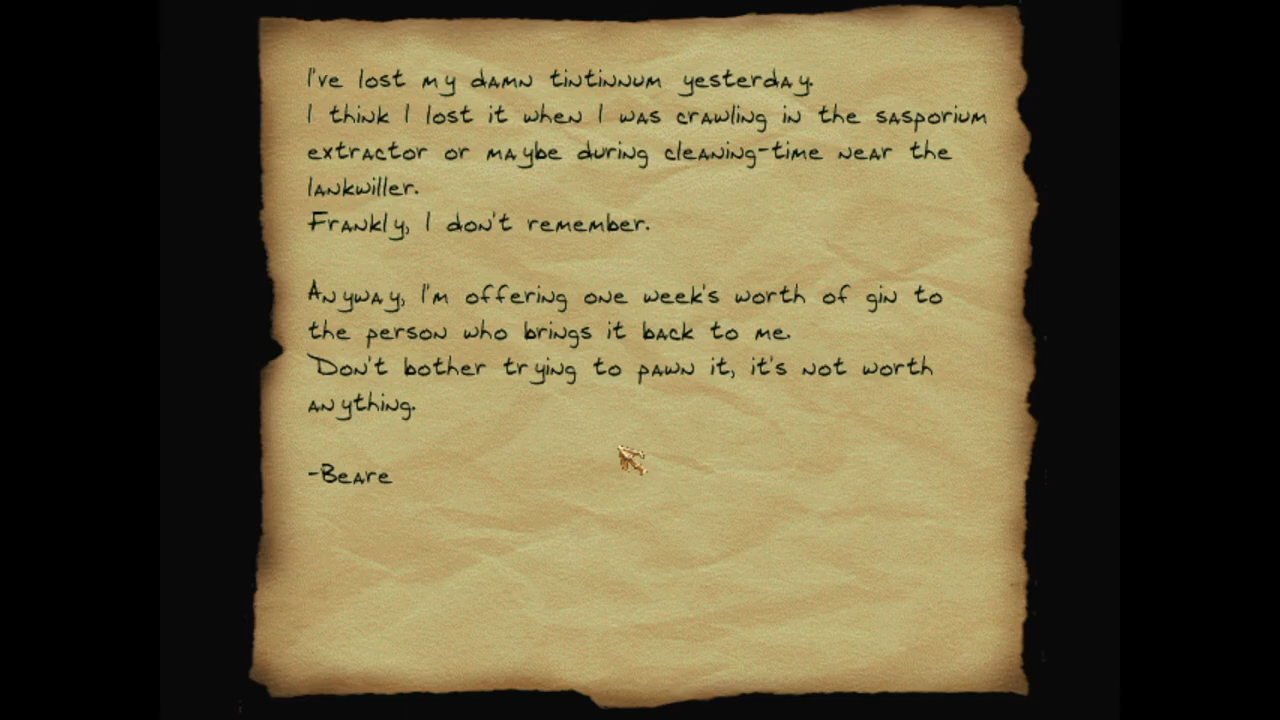 I've lost my damn tintinnum yesterday.
I think I lost it when I was crawling in the sasporium
extractor or maybe during cleaning-time near the
lankwiller.
Frankly, I don't remember.
Anyway, I'm offering one week's worth of gin to
the person who brings it back to me.
Don't bother trying to pawn it, it's not worth
anything.
-Beare